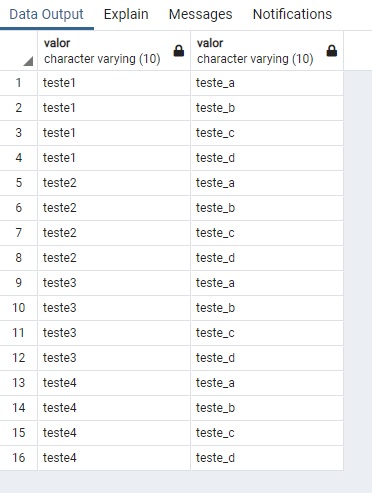 Data Output Explain Messages Notifications
valor valor
character varying (10) character varying (10)
1 teste1 teste_a
2 teste1 teste_b
3 teste1 teste_c
4 teste1 teste_d
5 teste2 teste_a
6 teste2 teste_b
7 teste2 teste_c
8 teste2 teste_d
9 teste3 teste_a
10 teste3 teste_b
11 teste3 teste_c
12 teste3 teste_d
13 teste4 teste_a
14 teste4 teste_b
15 teste4 teste_c
16 teste4 teste_d